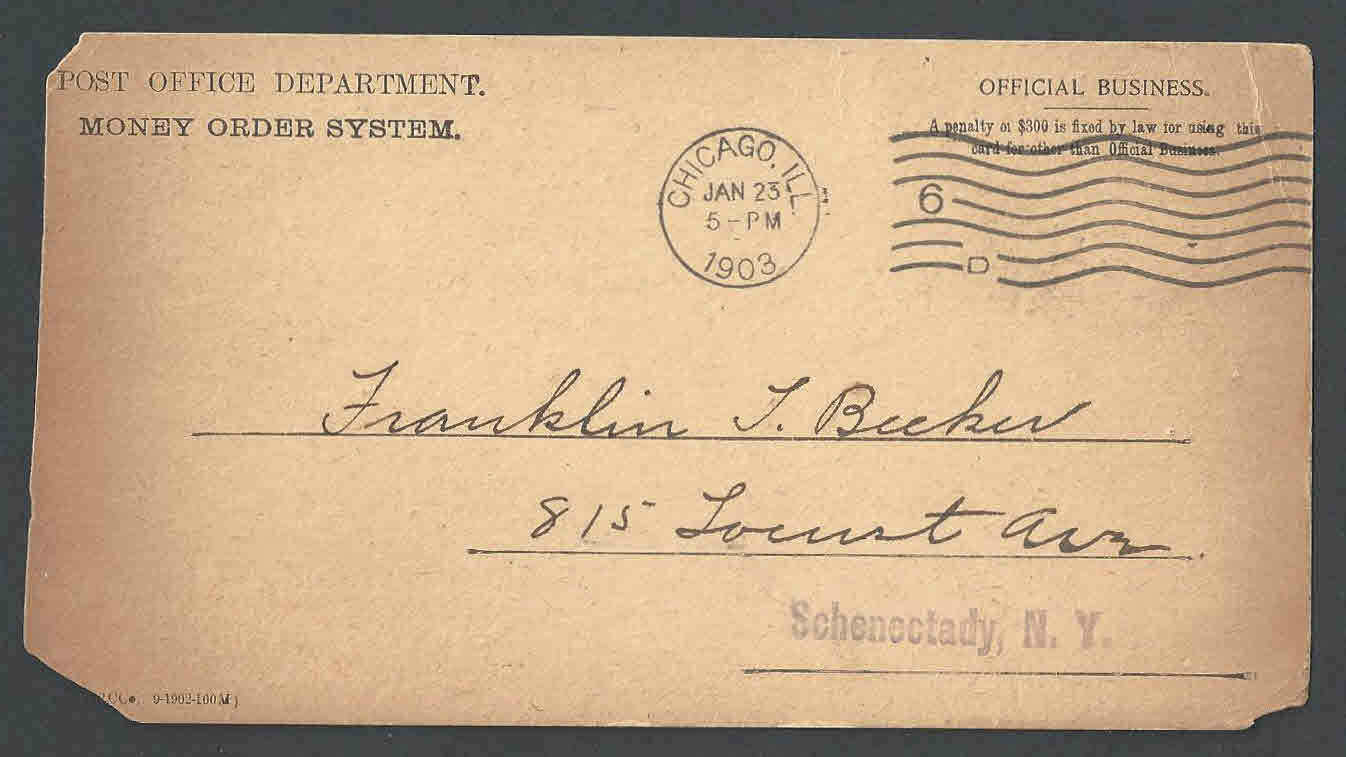 POST OFFICE DEPARTMENT.
MONEY ORDER SYSTEM.
OFFICIAL BUSINESS.
A penalty of $300 is fixed by law for using this
card for other than Official Business.
CHICAGO, ILL.
JAN 23
5-PM
1903
6
D
Franklin T. Becker
815 Locust Ave
Schenectady, N. Y.
9-1902-100M)